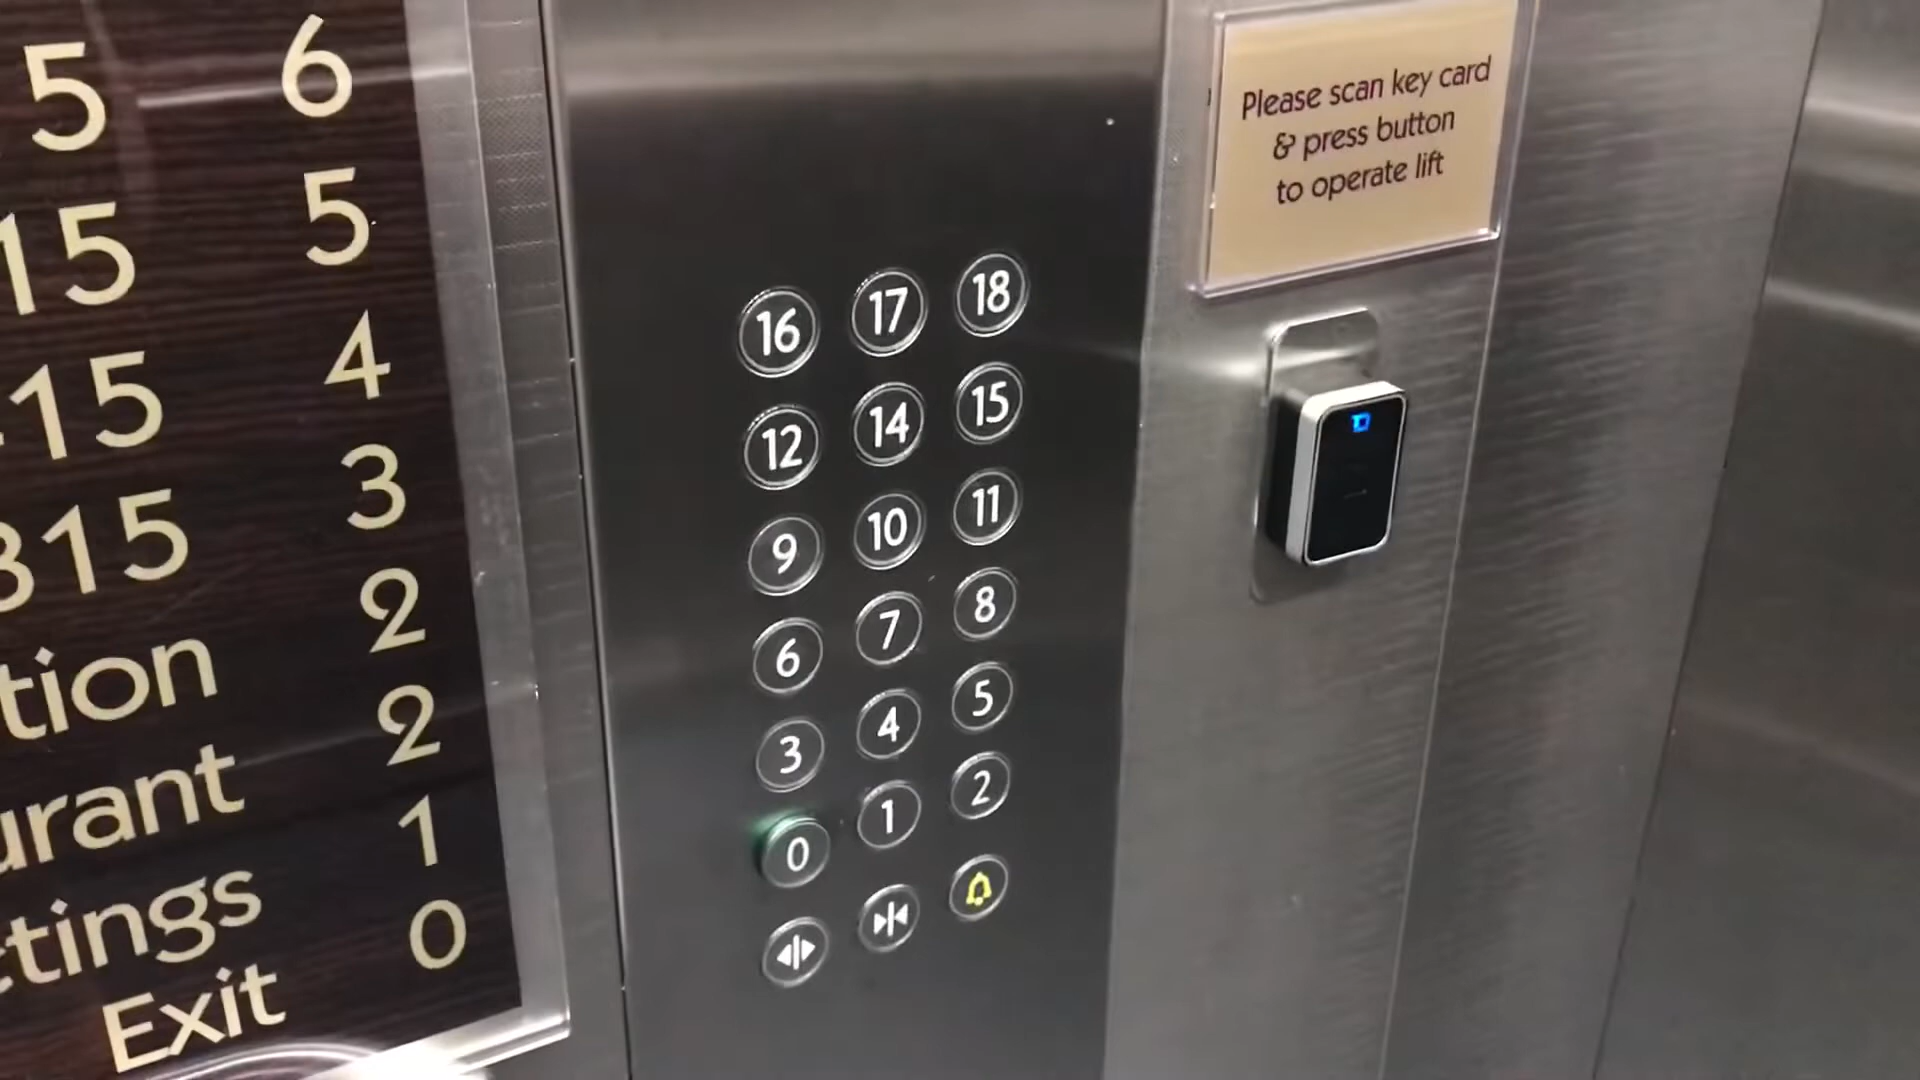 5 6
15 5
15 4
315 3
tion 2
urant 2
tings 1
Exit 0
16 17 18
12 14 15
9 10 11
6 7 8
3 4 5
0 1 2
Please scan key card
& press button
to operate lift